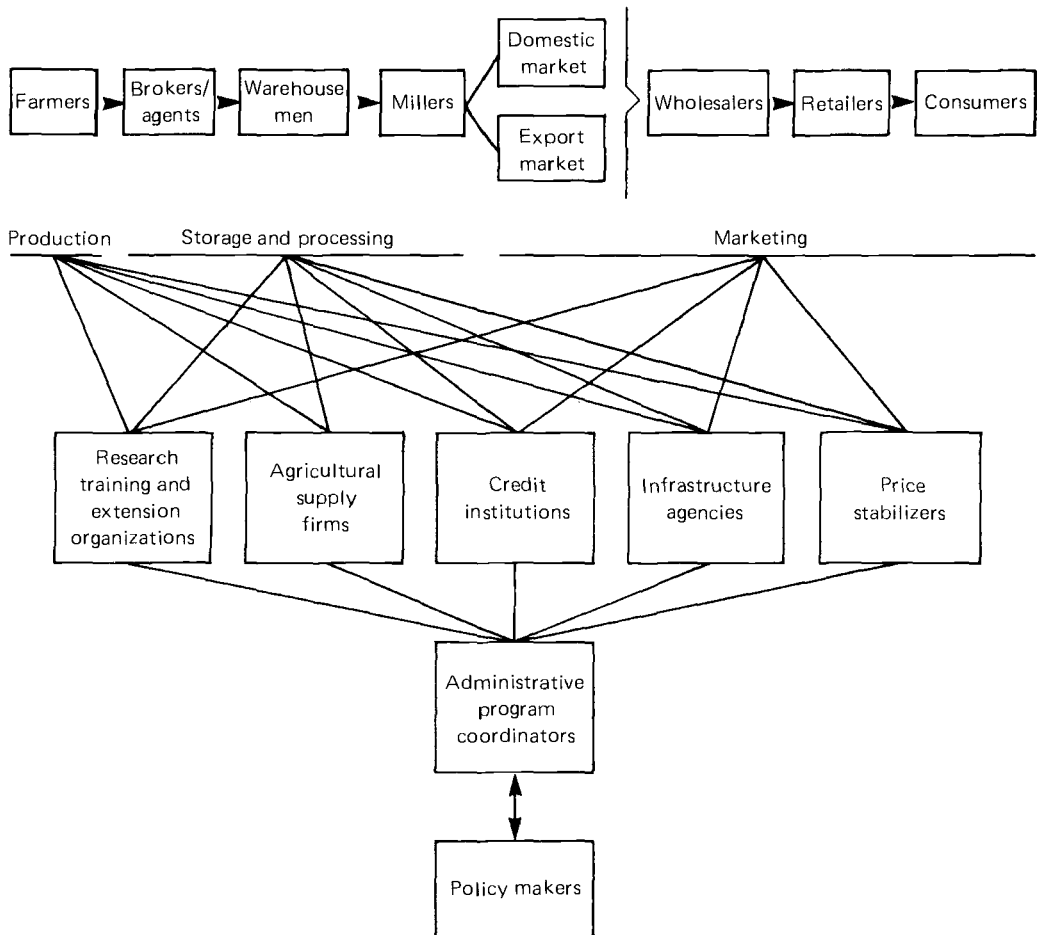 Domestic
market
Farmers
Brokers/
agents
Warehouse
men
Millers
Wholesalers
Retailers
Consumers
Export
market
Production
Storage and processing
Marketing
Research
training and
extension
organizations
Agricultural
supply
firms
Credit
institutions
Infrastructure
agencies
Price
stabilizers
Administrative
program
coordinators
Policy makers